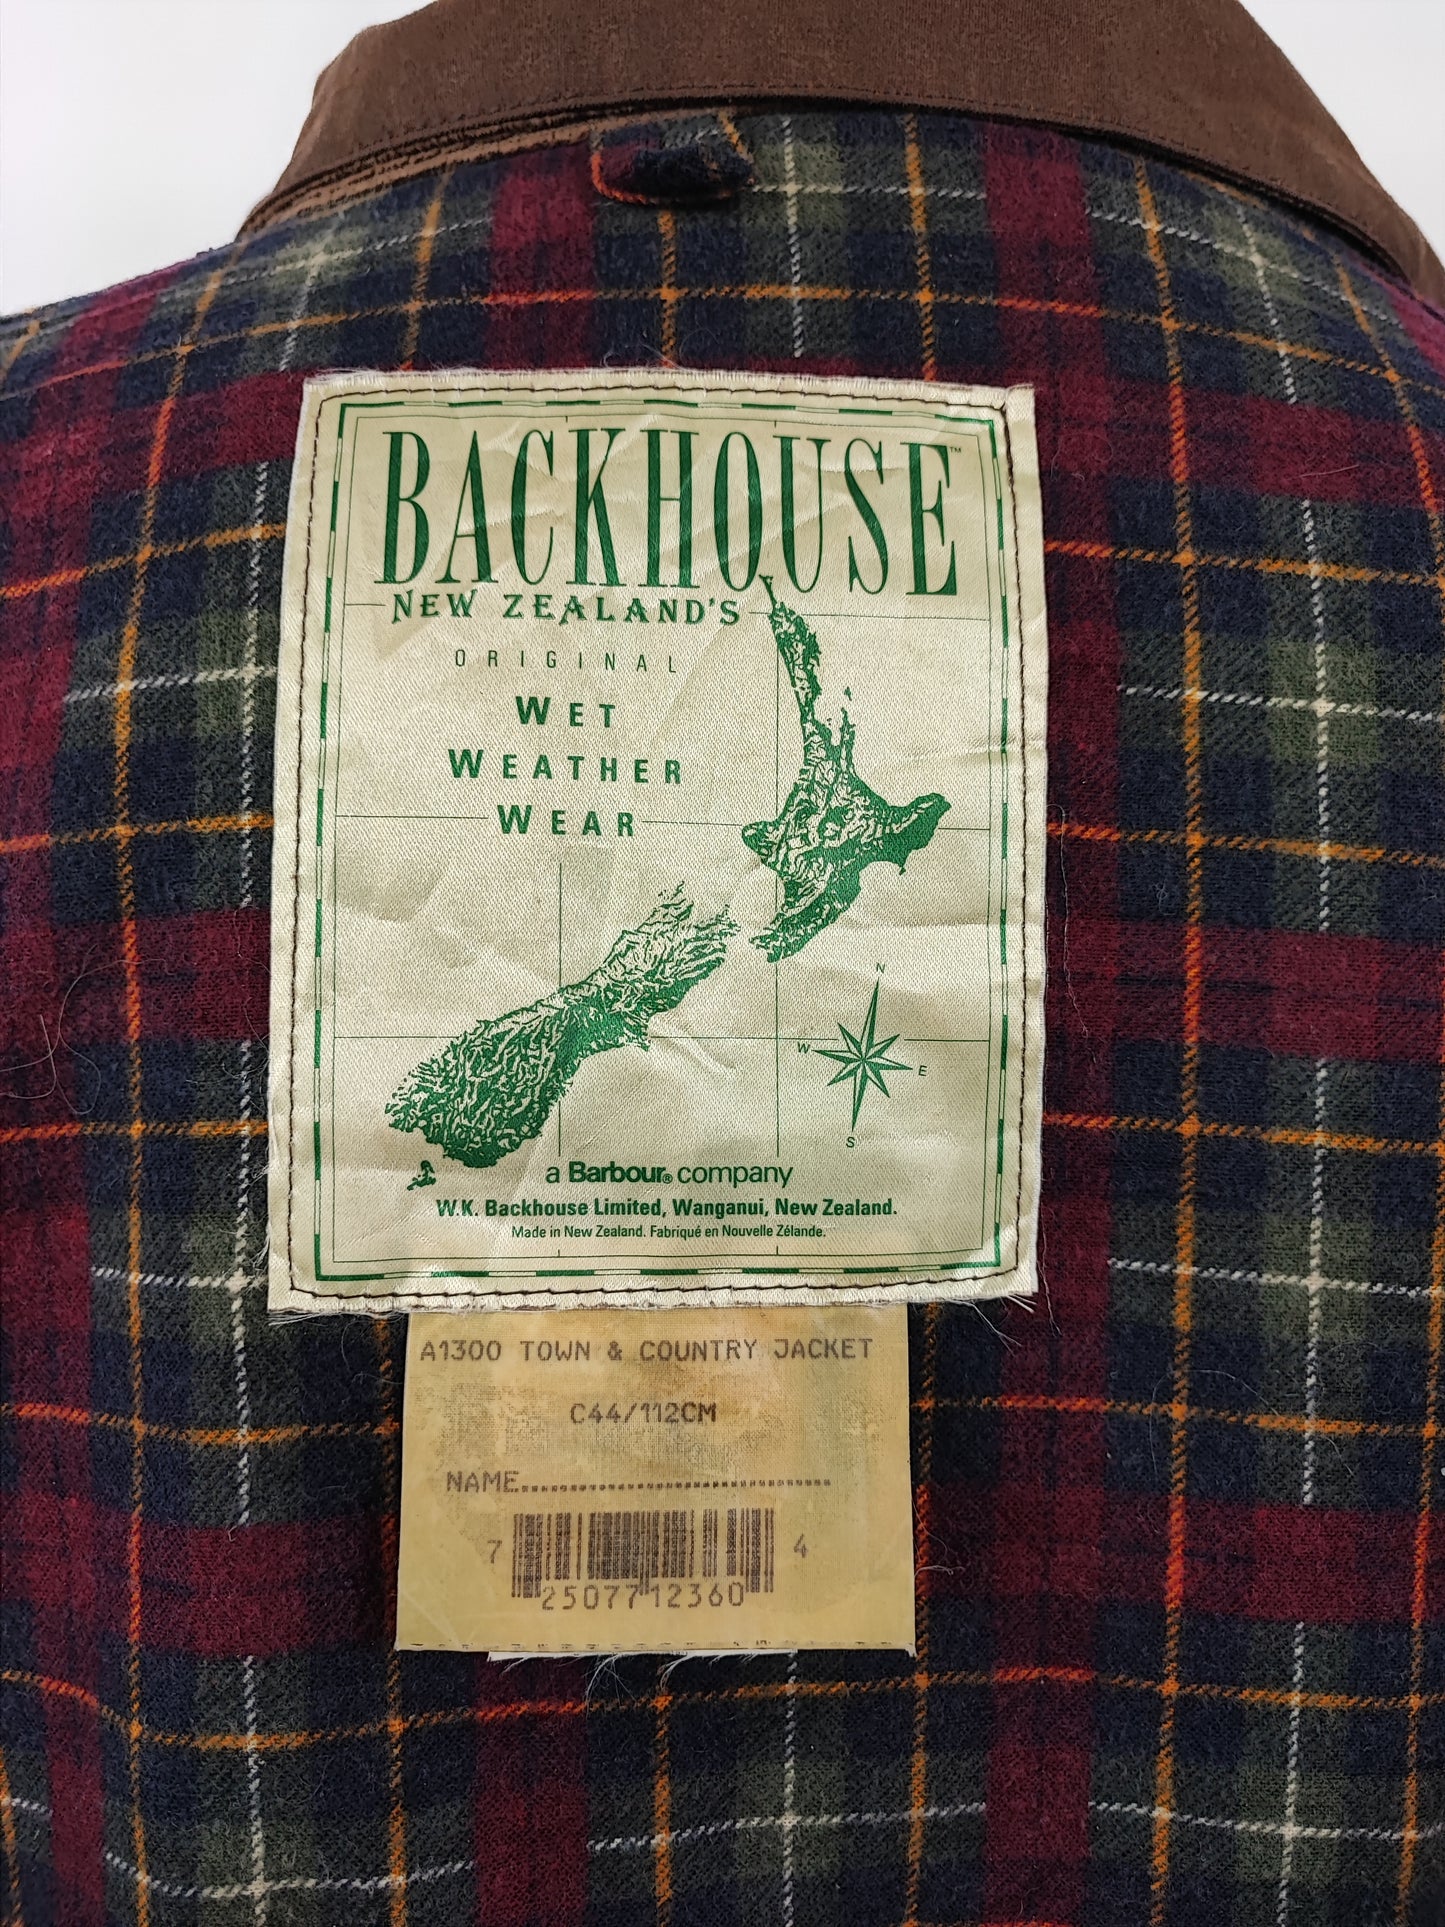 BACKHOUSE™
NEW ZEALAND'S
ORIGINAL
WET
WEATHER
WEAR
N
W
E
S
a Barbour® company
W.K. Backhouse Limited, Wanganui, New Zealand.
Made in New Zealand. Fabriqué en Nouvelle Zélande.
A1300 TOWN & COUNTRY JACKET
C44/112CM
NAME..............................
7 25077 12360 4